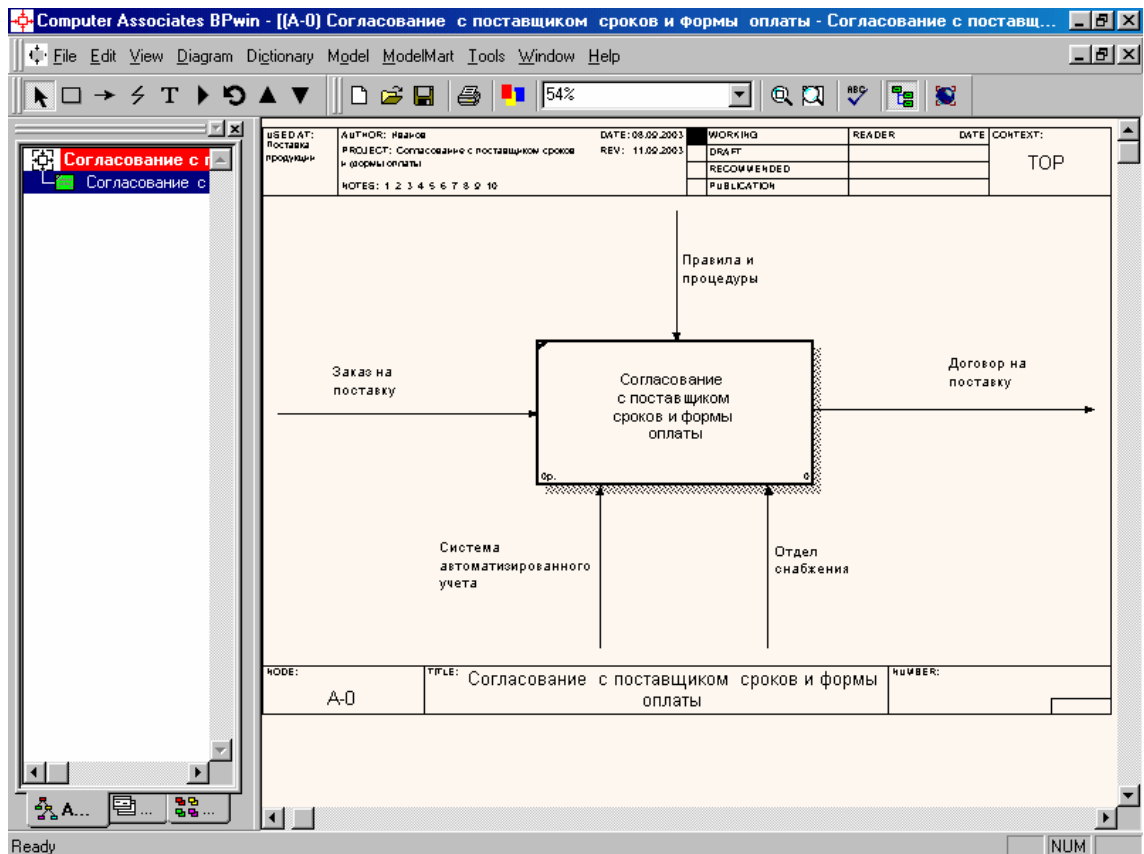 Computer Associates BPwin - [(A-0) Согласование с поставщиком сроков и формы оплаты - Согласование с поставщ...
File Edit View Diagram Dictionary Model ModelMart Tools Window Help
54%
ABC
Согласование с
Согласование с
USED AT:
Поставка
продукции
AUTHOR: Иванов
PROJECT: Согласование с поставщиком сроков
и формы оплаты
NOTES: 1 2 3 4 5 6 7 8 9 10
DATE: 08.09.2003
REV: 11.09.2003
WORKING
DRAFT
RECOMMENDED
PUBLICATION
READER DATE
CONTEXT:
TOP
Правила и
процедуры
Заказ на
поставку
Согласование
с поставщиком
сроков и формы
оплаты
0р. 0
Договор на
поставку
Система
автоматизированного
учета
Отдел
снабжения
NODE:
A-0
TITLE:
Согласование с поставщиком сроков и формы
оплаты
NUMBER:
A... ... ...
Ready
NUM